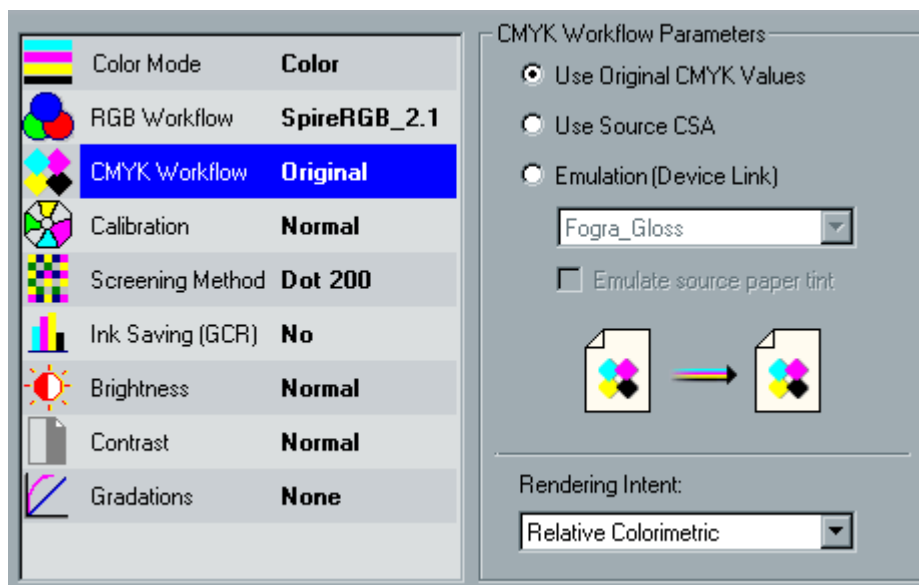 Color Mode Color
RGB Workflow SpireRGB_2.1
CMYK Workflow Original
Calibration Normal
Screening Method Dot 200
Ink Saving (GCR) No
Brightness Normal
Contrast Normal
Gradations None
CMYK Workflow Parameters
Use Original CMYK Values
Use Source CSA
Emulation (Device Link)
Fogra_Gloss
Emulate source paper tint
Rendering Intent:
Relative Colorimetric